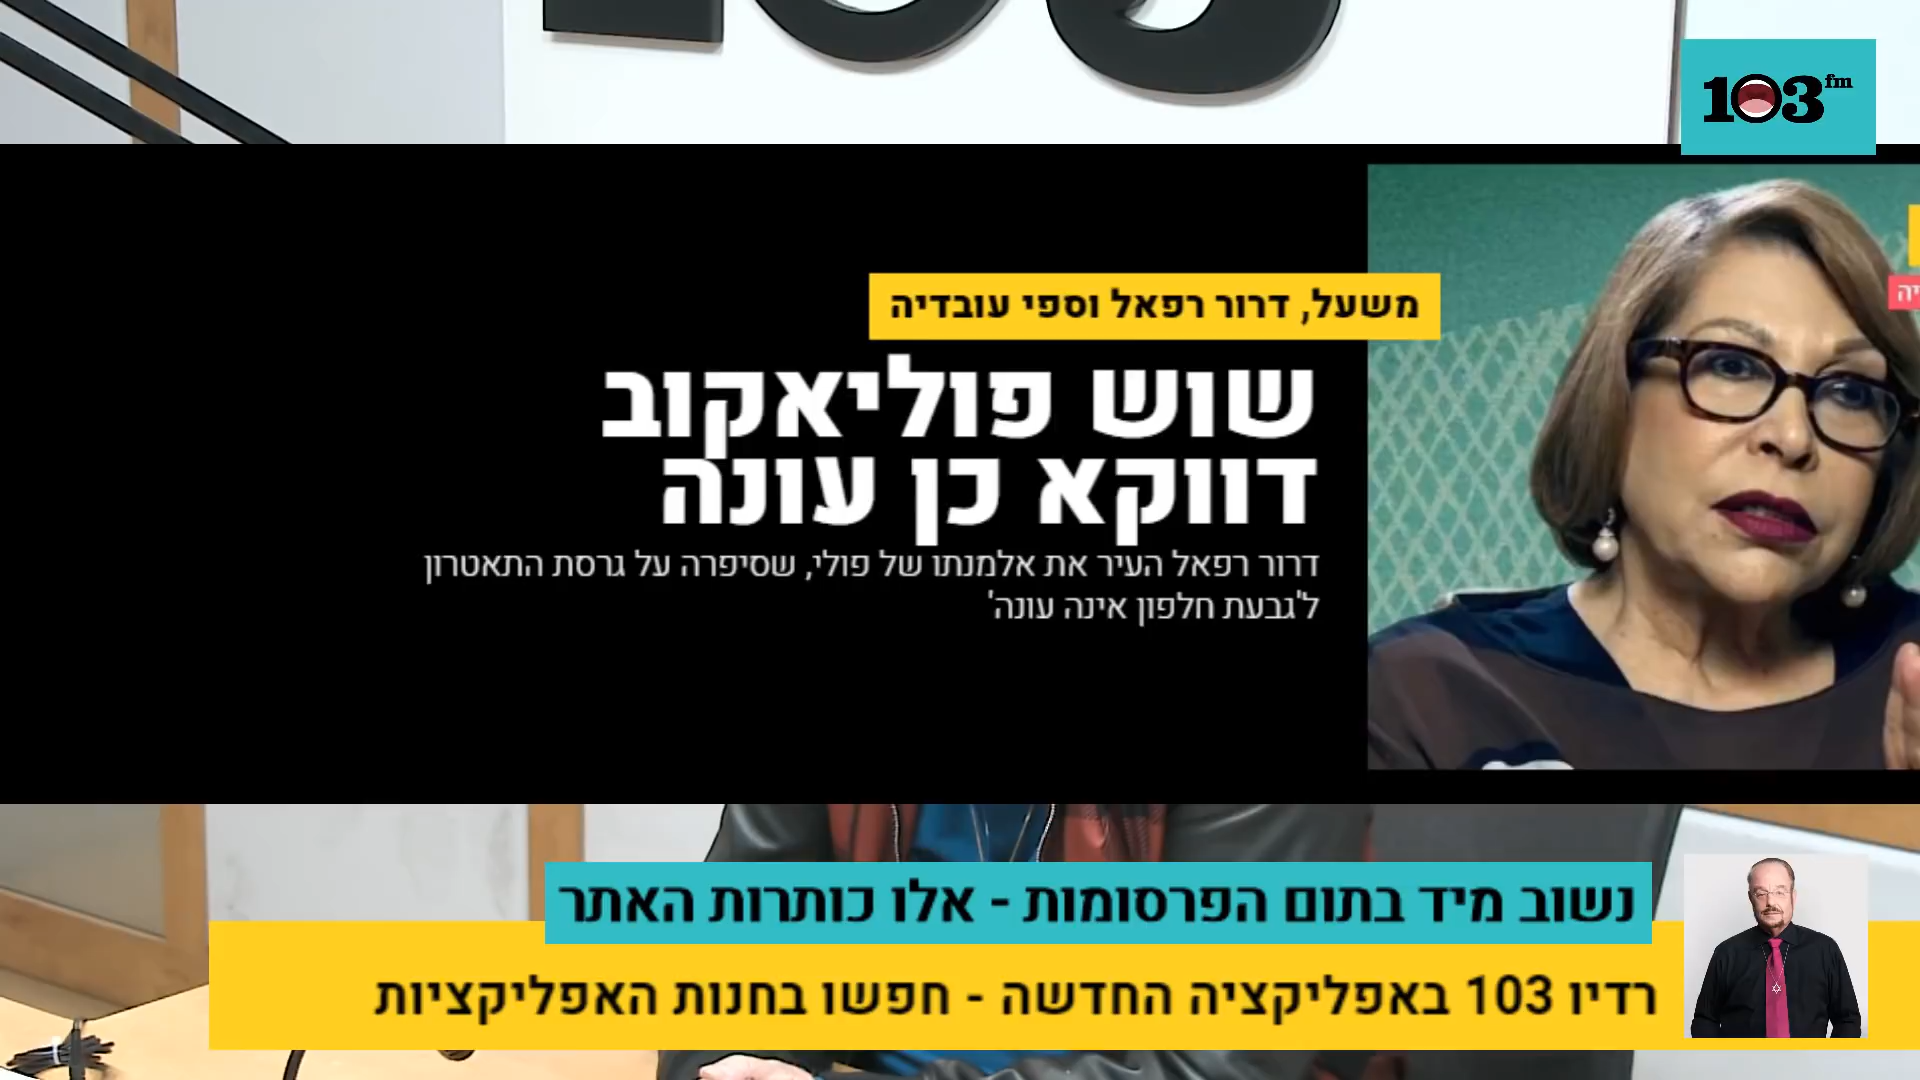 103
103fm
יה
משעל, דרור רפאל וספי עובדיה
שוש פוליאקוב
דווקא כן עונה
דרור רפאל העיר את אלמנתו של פולי, שסיפרה על גרסת התאטרון
ל'גבעת חלפון אינה עונה'
נשוב מיד בתום הפרסומות - אלו כותרות האתר
רדיו 103 באפליקציה החדשה - חפשו בחנות האפליקציות